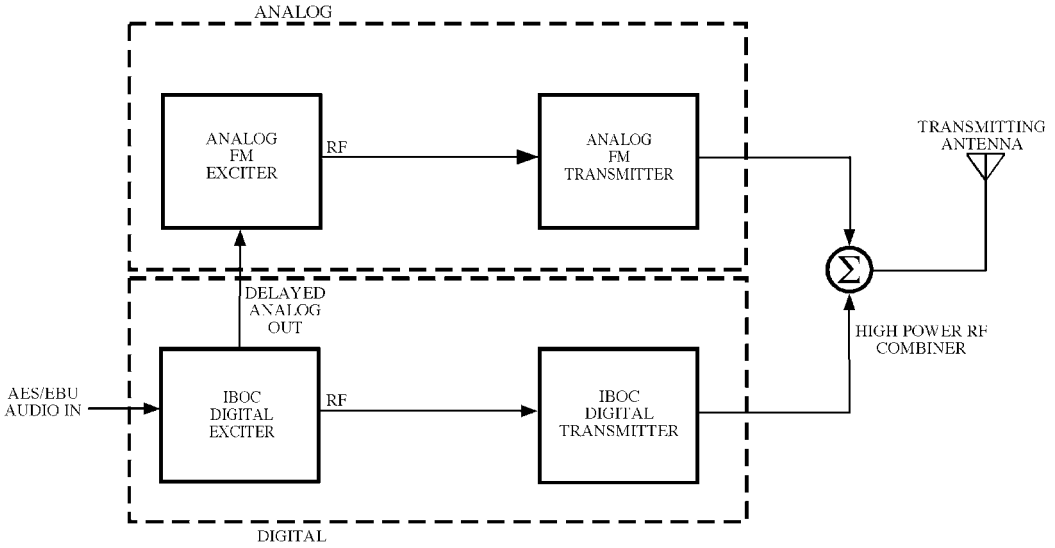 ANALOG
ANALOG
FM
EXCITER
RF
ANALOG
FM
TRANSMITTER
TRANSMITTING
ANTENNA
Σ
DELAYED
ANALOG
OUT
HIGH POWER RF
COMBINER
AES/EBU
AUDIO IN
IBOC
DIGITAL
EXCITER
RF
IBOC
DIGITAL
TRANSMITTER
DIGITAL